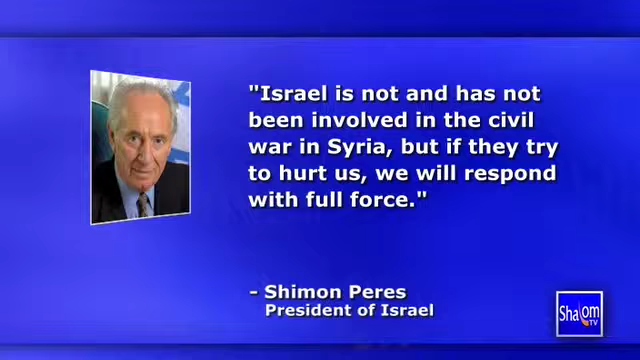 "Israel is not and has not
been involved in the civil
war in Syria, but if they try
to hurt us, we will respond
with full force."
- Shimon Peres
President of Israel
Shalom
TV